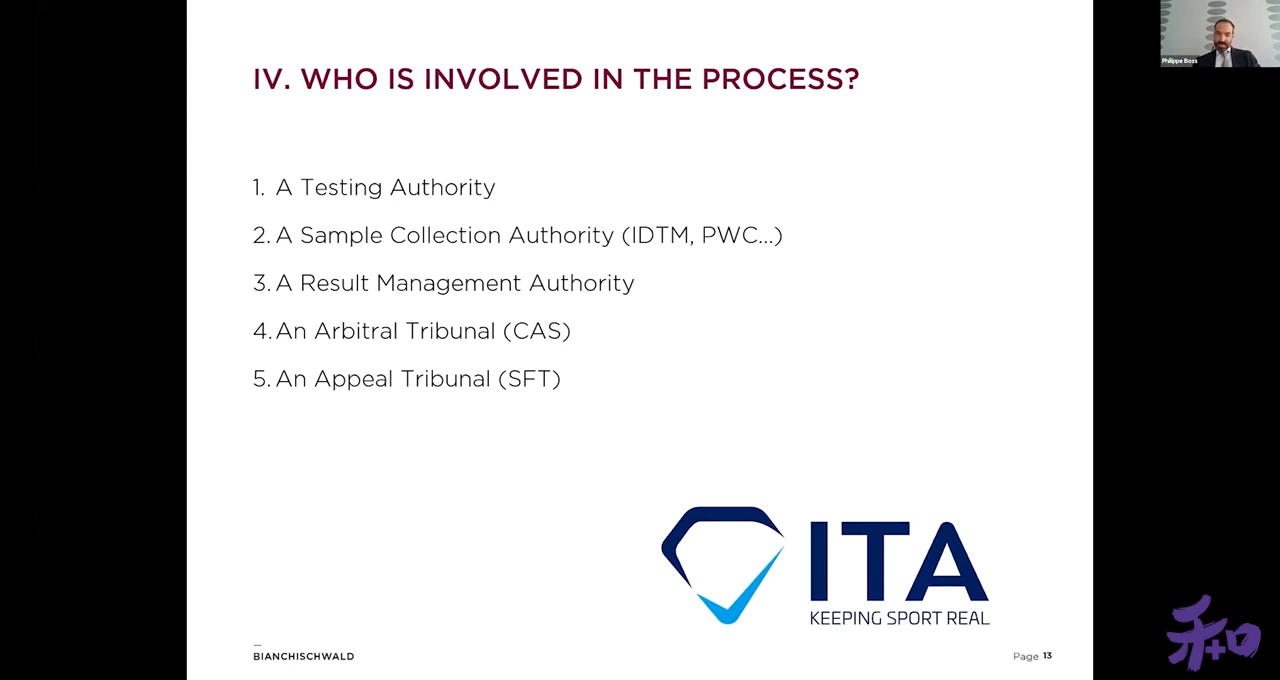 Philippe Boss
IV. WHO IS INVOLVED IN THE PROCESS?
1. A Testing Authority
2. A Sample Collection Authority (IDTM, PWC...)
3. A Result Management Authority
4. An Arbitral Tribunal (CAS)
5. An Appeal Tribunal (SFT)
ITA
KEEPING SPORT REAL
BIANCHISCHWALD
Page 13
和